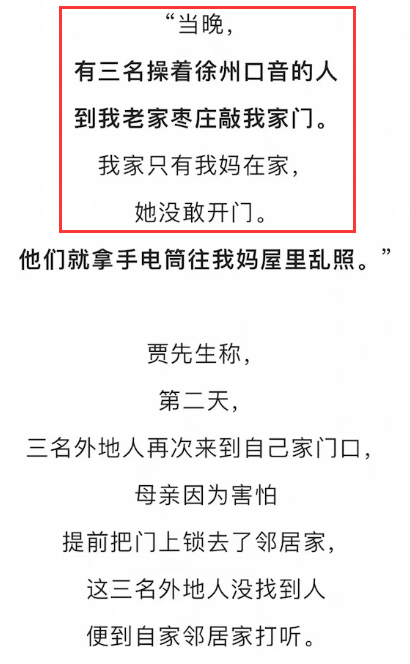 “当晚，
有三名操着徐州口音的人
到我老家枣庄敲我家门。
我家只有我妈在家，
她没敢开门。
他们就拿手电筒往我妈屋里乱照。”
贾先生称，
第二天，
三名外地人再次来到自己家门口，
母亲因为害怕
提前把门上锁去了邻居家，
这三名外地人没找到人
便到自家邻居家打听。